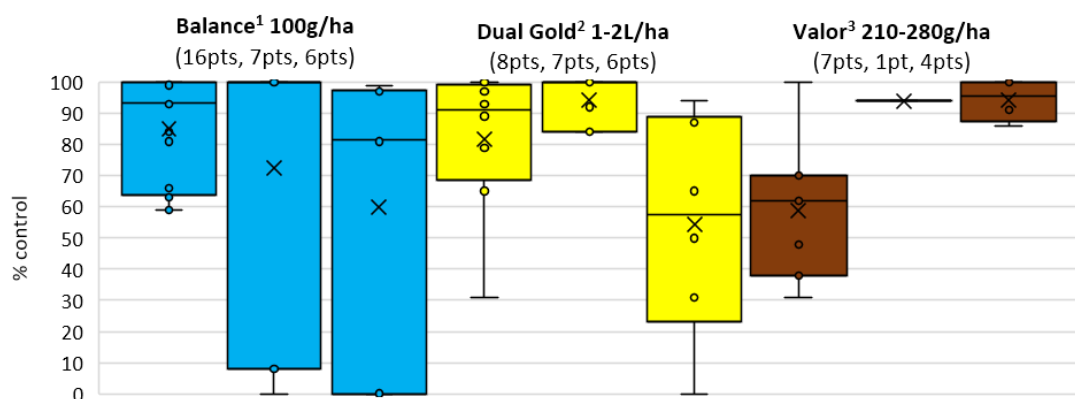 Balance¹ 100g/ha
(16pts, 7pts, 6pts)
Dual Gold² 1-2L/ha
(8pts, 7pts, 6pts)
Valor³ 210-280g/ha
(7pts, 1pt, 4pts)
% control
100
90
80
70
60
50
40
30
20
10
0